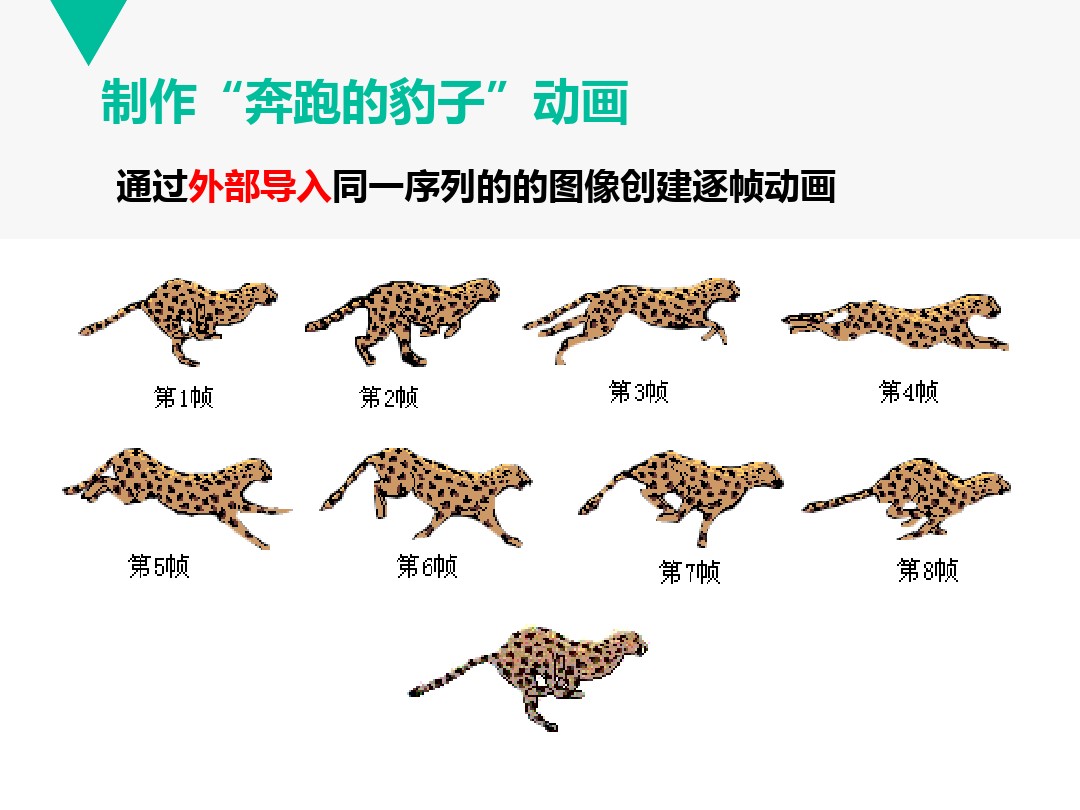 制作“奔跑的豹子”动画
通过外部导入同一序列的的图像创建逐帧动画
第1帧
第2帧
第3帧
第4帧
第5帧
第6帧
第7帧
第8帧